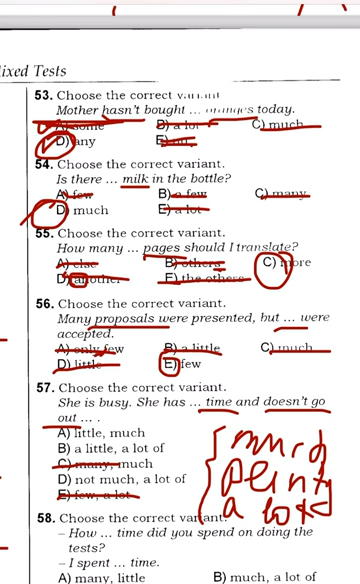 ixed Tests
53. Choose the correct variant.
Mother hasn't bought ... oranges today.
A) some B) a lot C) much
D) any E)
54. Choose the correct variant.
Is there ... milk in the bottle?
A) few B) a few C) many
D) much E) a lot
55. Choose the correct variant.
How many ... pages should I translate?
A) else B) others C) more
D) another E) the others
56. Choose the correct variant.
Many proposals were presented, but ... were
accepted.
A) only few B) a little C) much
D) little E) few
57. Choose the correct variant.
She is busy. She has ... time and doesn't go
out ... .
A) little, much
B) a little, a lot of
C) many, much
D) not much, a lot of
E) few, a lot
much
plenty
a lot
58. Choose the correct variant.
– How ... time did you spend on doing the
tests?
– I spent ... time.
A) many, little B) much, a lot of